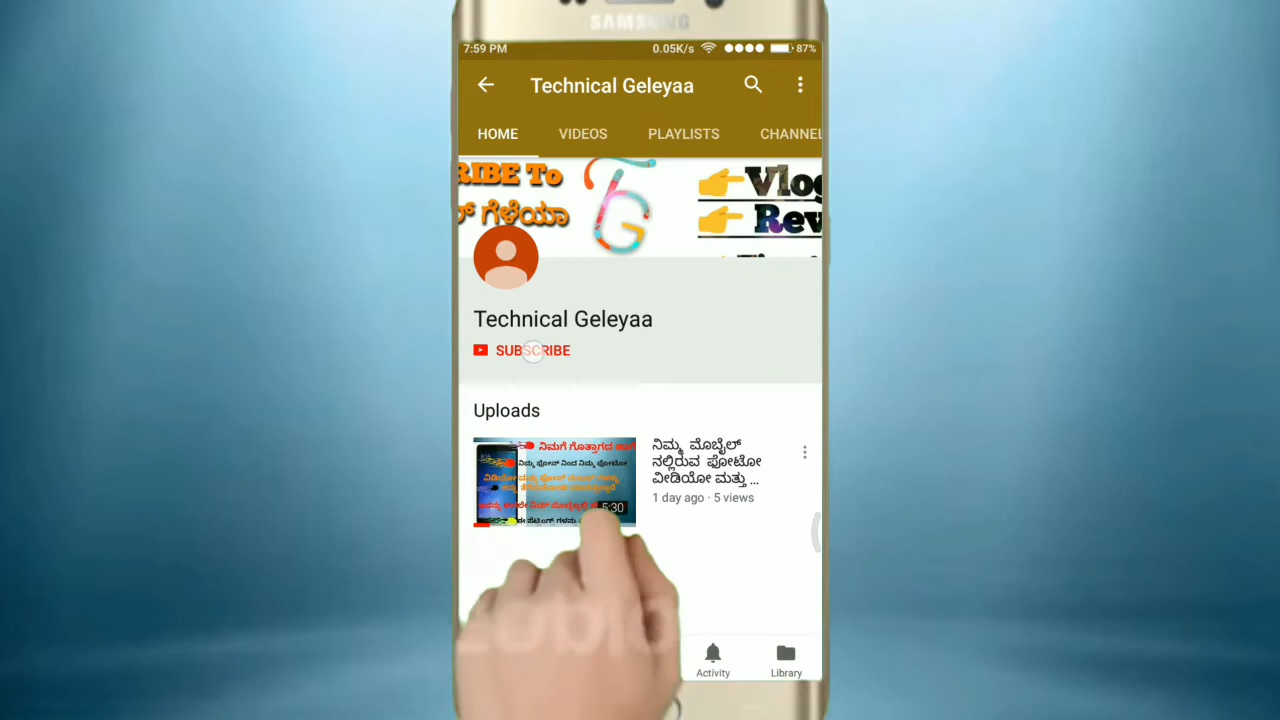 SAMSUNG
7:59 PM 0.05K/s 87%
Technical Geleyaa
HOME VIDEOS PLAYLISTS CHANNEL
RIBE To
ಲ್ ಗೆಳೆಯಾ
TG
Vlog
Rev
Technical Geleyaa
SUBSCRIBE
Uploads
ನಿಮಗೆ ಗೊತ್ತಾಗದ
ನಿಮ್ಮ ಫೋನ್ ನಿಂದ ನಿಮ್ಮ ಫೋಟೋ
5:30
ನಿಮ್ಮ ಮೊಬೈಲ್
ನಲ್ಲಿರುವ ಫೋಟೋ
ವೀಡಿಯೋ ಮತ್ತು ...
1 day ago · 5 views
Activity Library